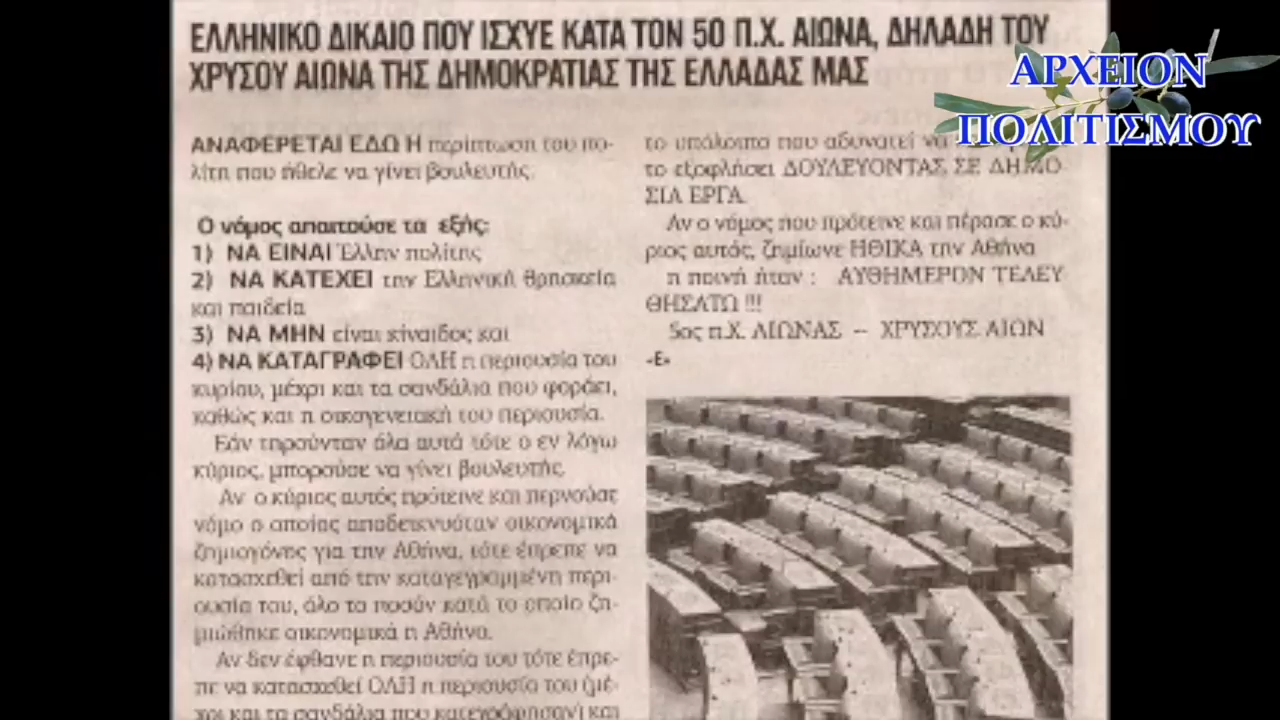 ΕΛΛΗΝΙΚΟ ΔΙΚΑΙΟ ΠΟΥ ΙΣΧΥΕ ΚΑΤΑ ΤΟΝ 5Ο Π.Χ. ΑΙΩΝΑ, ΔΗΛΑΔΗ ΤΟΥ
ΧΡΥΣΟΥ ΑΙΩΝΑ ΤΗΣ ΔΗΜΟΚΡΑΤΙΑΣ ΤΗΣ ΕΛΛΑΔΑΣ ΜΑΣ
ΑΡΧΕΙΟΝ
ΠΟΛΙΤΙΣΜΟΥ
ΑΝΑΦΕΡΕΤΑΙ ΕΔΩ Η περίπτωση του πο-
λίτη που ήθελε να γίνει βουλευτής.
Ο νόμος απαιτούσε τα εξής:
1) ΝΑ ΕΙΝΑΙ Έλλην πολίτης
2) ΝΑ ΚΑΤΕΧΕΙ την Ελληνική θρησκεία
και παιδεία
3) ΝΑ ΜΗΝ είναι κίναιδος και
4) ΝΑ ΚΑΤΑΓΡΑΦΕΙ ΟΛΗ η περιουσία του
κυρίου, μέχρι και τα σανδάλια που φοράει,
καθώς και η οικογενειακή του περιουσία.
Εάν τηρούνταν όλα αυτά τότε ο εν λόγω
κύριος, μπορούσε να γίνει βουλευτής.
Αν ο κύριος αυτός πρότεινε και περνούσε
νόμο ο οποίος αποδεικνυόταν οικονομικά
ζημιογόνος για την Αθήνα, τότε έπρεπε να
κατασχεθεί από την καταγεγραμμένη περι-
ουσία του, όλο το ποσόν κατά το οποίο ζη-
μιώθηκε οικονομικά η Αθήνα.
Αν δεν έφθανε η περιουσία του τότε έπρε-
πε να κατασχεθεί ΟΛΗ η περιουσία του (μέ-
χρι και τα σανδάλια που κατεγράφησαν) και
το υπόλοιπο που αδυνατεί να
το εξοφλήσει ΔΟΥΛΕΥΟΝΤΑΣ ΣΕ ΔΗΜΟ-
ΣΙΑ ΕΡΓΑ.
Αν ο νόμος που πρότεινε και πέρασε ο κύ-
ριος αυτός, ζημίωνε ΗΘΙΚΑ την Αθήνα
η ποινή ήταν : ΑΥΘΗΜΕΡΟΝ ΤΕΛΕΥ
ΘΗΣΑΤΩ !!!
5ος π.Χ. ΑΙΩΝΑΣ – ΧΡΥΣΟΥΣ ΑΙΩΝ
«Ε»